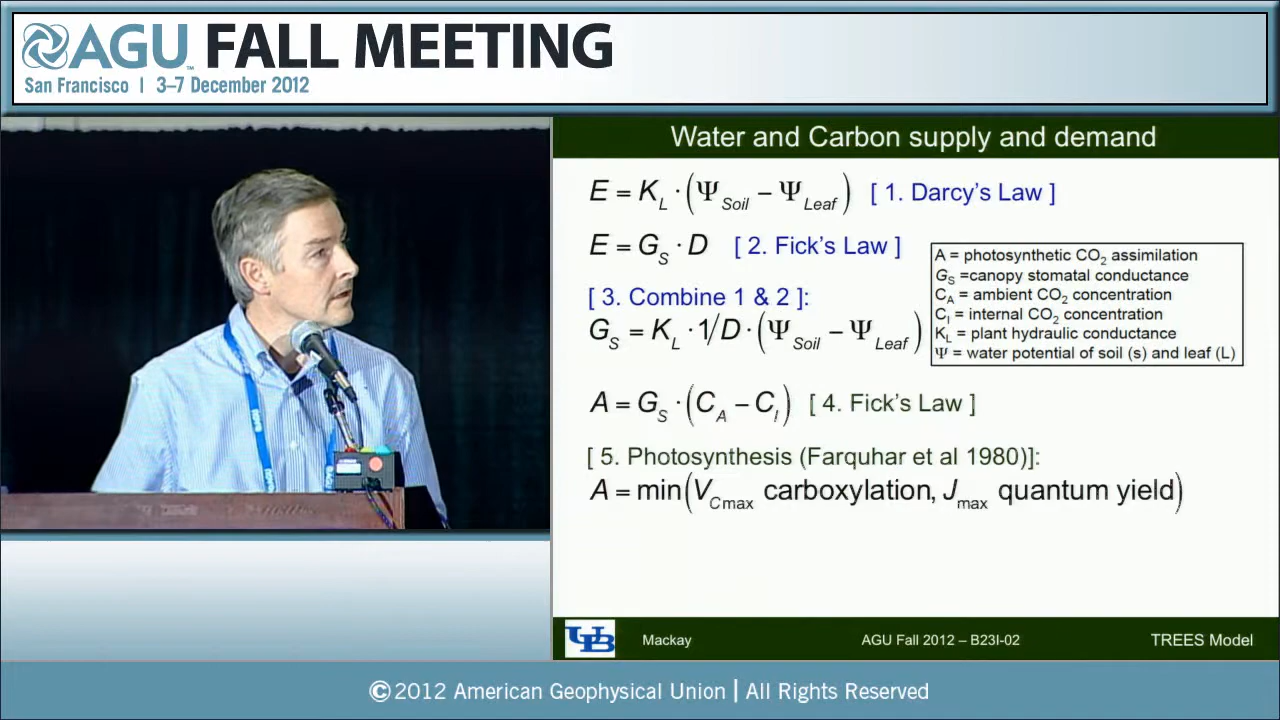 AGU™ FALL MEETING
San Francisco | 3–7 December 2012
Water and Carbon supply and demand
E = K_L · (Ψ_Soil − Ψ_Leaf) [ 1. Darcy's Law ]
E = G_S · D [ 2. Fick's Law ]
[ 3. Combine 1 & 2 ]:
G_S = K_L · 1/D · (Ψ_Soil − Ψ_Leaf)
A = photosynthetic CO₂ assimilation
G_S =canopy stomatal conductance
C_A = ambient CO₂ concentration
C_I = internal CO₂ concentration
K_L = plant hydraulic conductance
Ψ = water potential of soil (s) and leaf (L)
A = G_S · (C_A − C_I) [ 4. Fick's Law ]
[ 5. Photosynthesis (Farquhar et al 1980)]:
A = min(V_Cmax carboxylation, J_max quantum yield)
UB Mackay AGU Fall 2012 – B23I-02 TREES Model
©2012 American Geophysical Union | All Rights Reserved